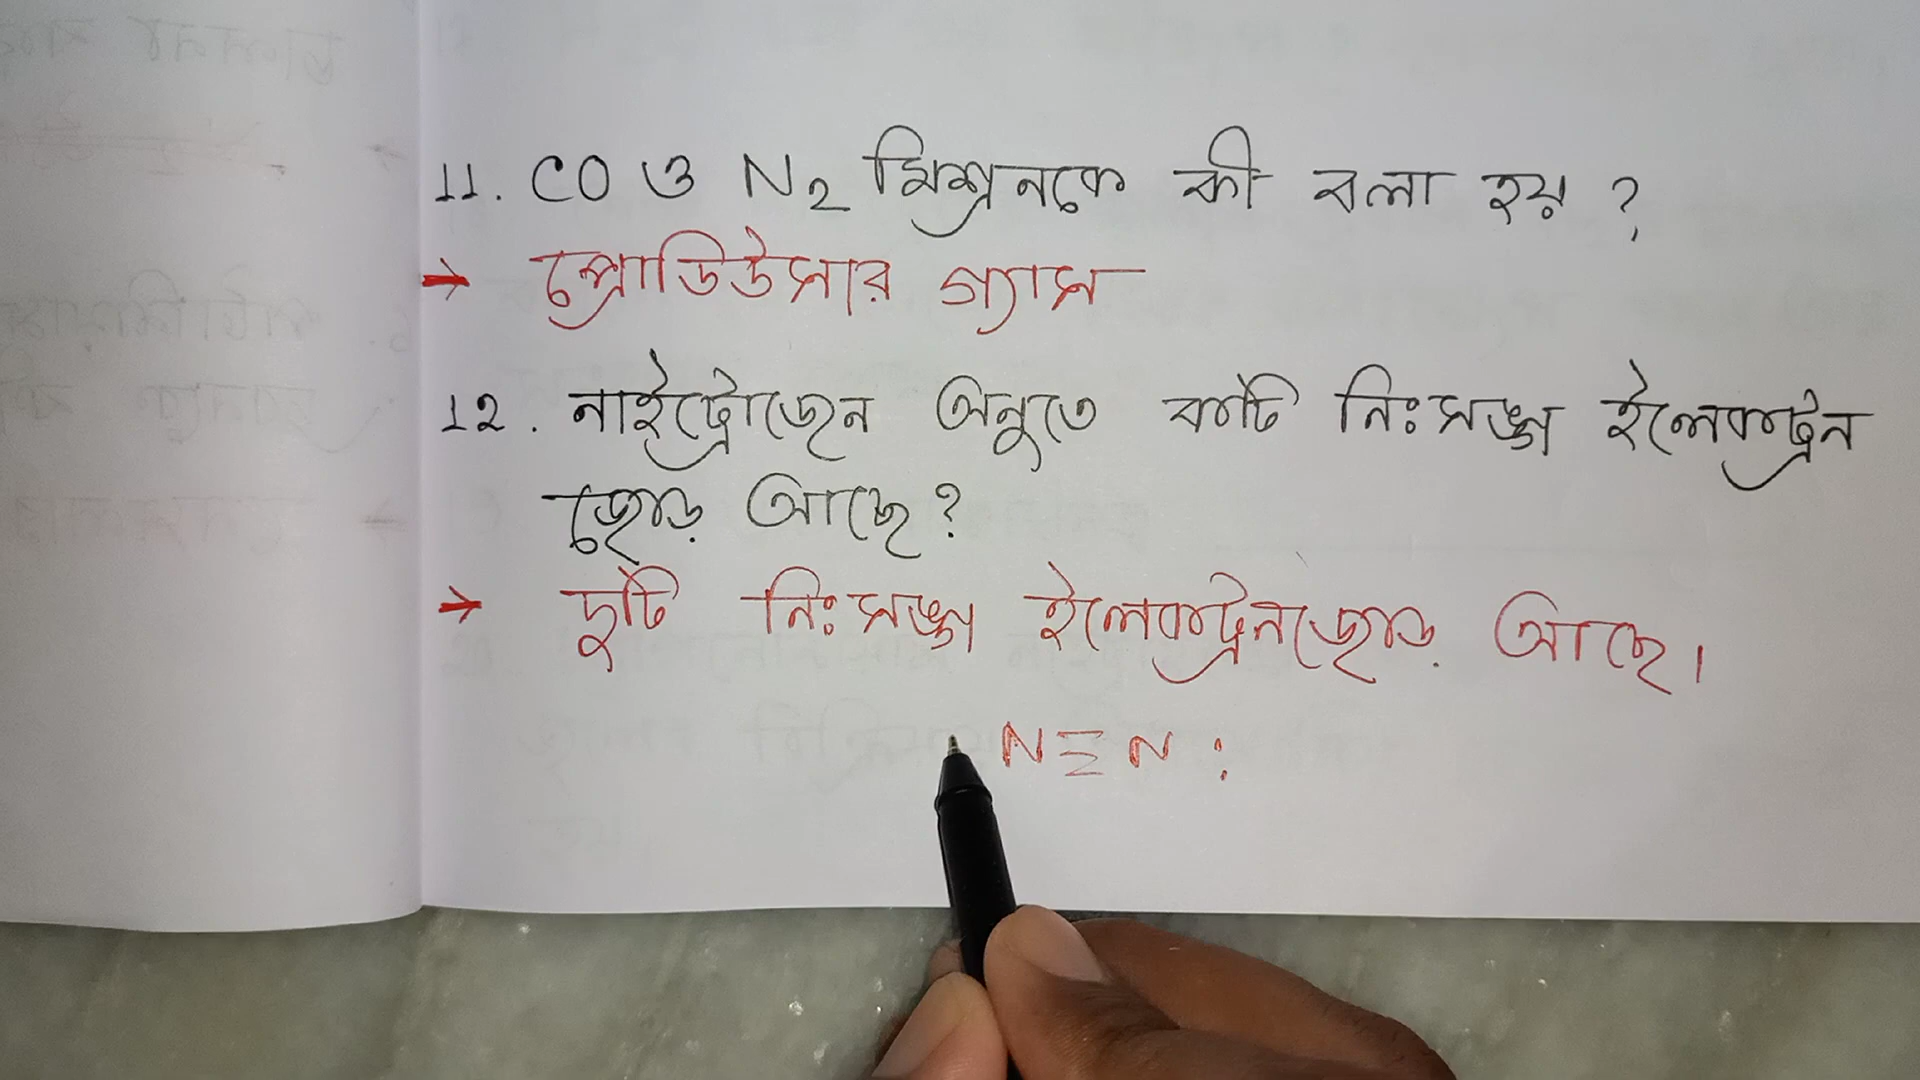 11. CO ও N2 মিশ্রনকে কী বলা হয় ?
→ প্রোডিউসার গ্যাস
12. নাইট্রোজেন অনুতে কটি নিঃসঙ্গ ইলেকট্রন
জোড় আছে ?
→ দুটি নিঃসঙ্গ ইলেকট্রনজোড় আছে।
N≡N :